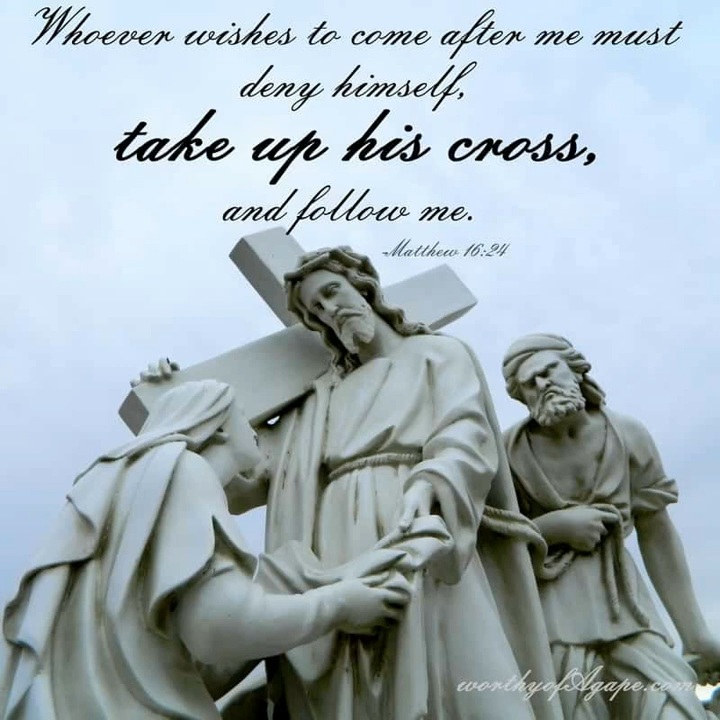 Whoever wishes to come after me must
deny himself,
take up his cross,
and follow me.
-Matthew 16:24
worthyofAgape.com